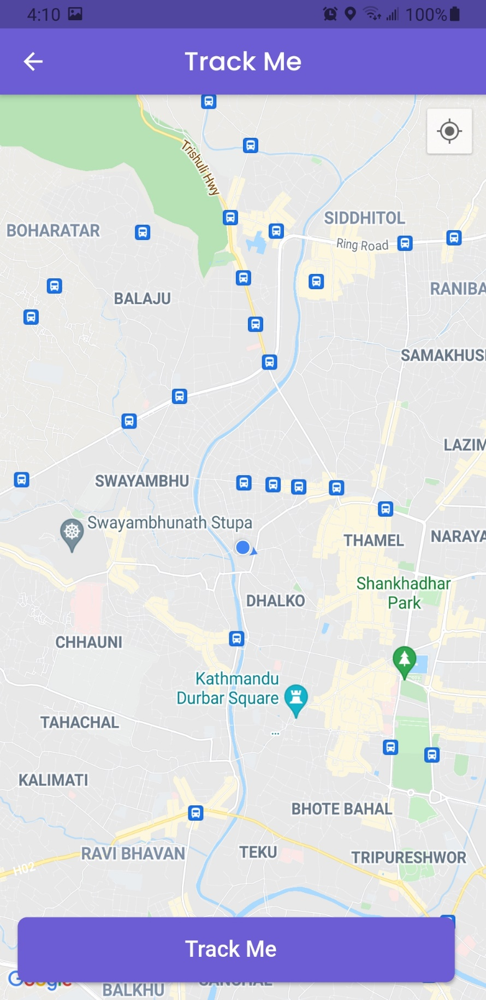 4:10
100%
Track Me
Trishuli Hwy
BOHARATAR
SIDDHITOL
Ring Road
RANIBA
BALAJU
SAMAKHUSI
LAZIM
SWAYAMBHU
Swayambhunath Stupa
THAMEL
NARAYA
Shankhadhar
Park
DHALKO
CHHAUNI
Kathmandu
Durbar Square
...
TAHACHAL
KALIMATI
BHOTE BAHAL
RAVI BHAVAN
TEKU
TRIPURESHWOR
H02
Track Me
Google
BALKHU